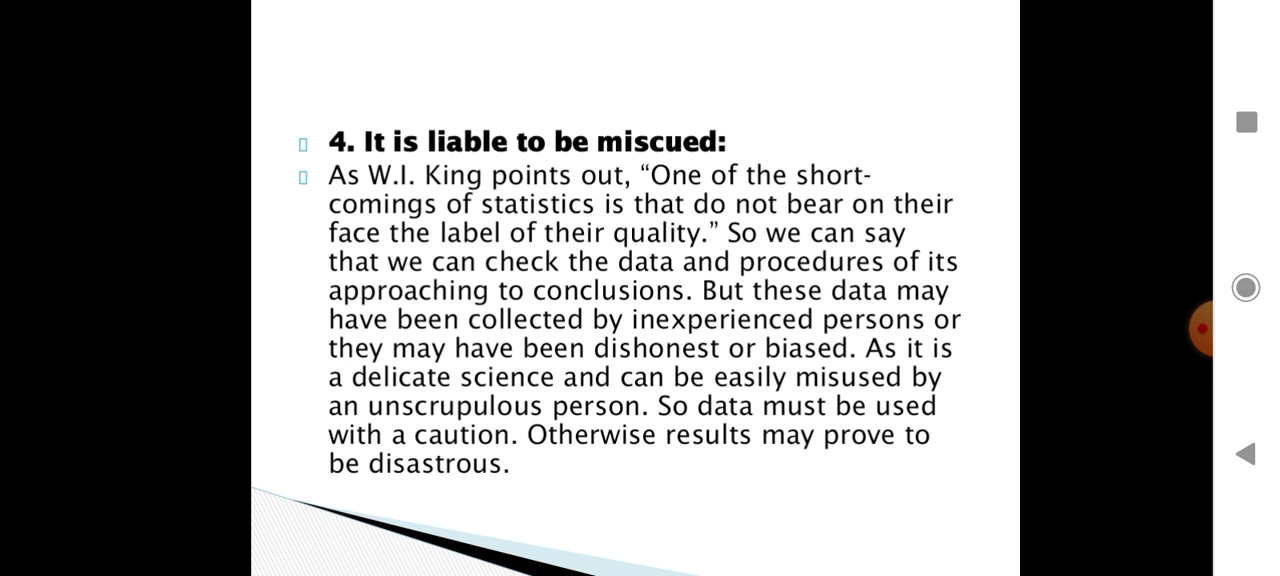 4. It is liable to be miscued:
As W.I. King points out, “One of the short-
comings of statistics is that do not bear on their
face the label of their quality.” So we can say
that we can check the data and procedures of its
approaching to conclusions. But these data may
have been collected by inexperienced persons or
they may have been dishonest or biased. As it is
a delicate science and can be easily misused by
an unscrupulous person. So data must be used
with a caution. Otherwise results may prove to
be disastrous.